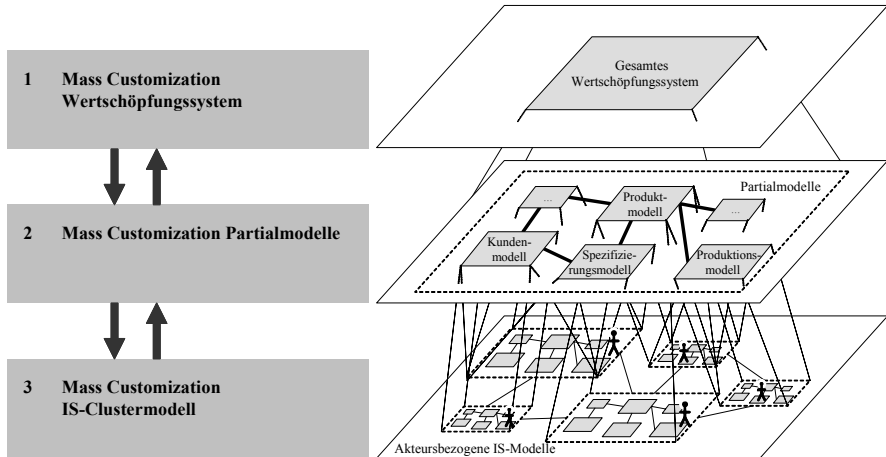 1 Mass Customization
Wertschöpfungssystem
2 Mass Customization Partialmodelle
3 Mass Customization
IS-Clustermodell
Gesamtes
Wertschöpfungssystem
Partialmodelle
...
Produkt-
modell
...
Kunden-
modell
Spezifizie-
rungsmodell
Produktions-
modell
Akteursbezogene IS-Modelle